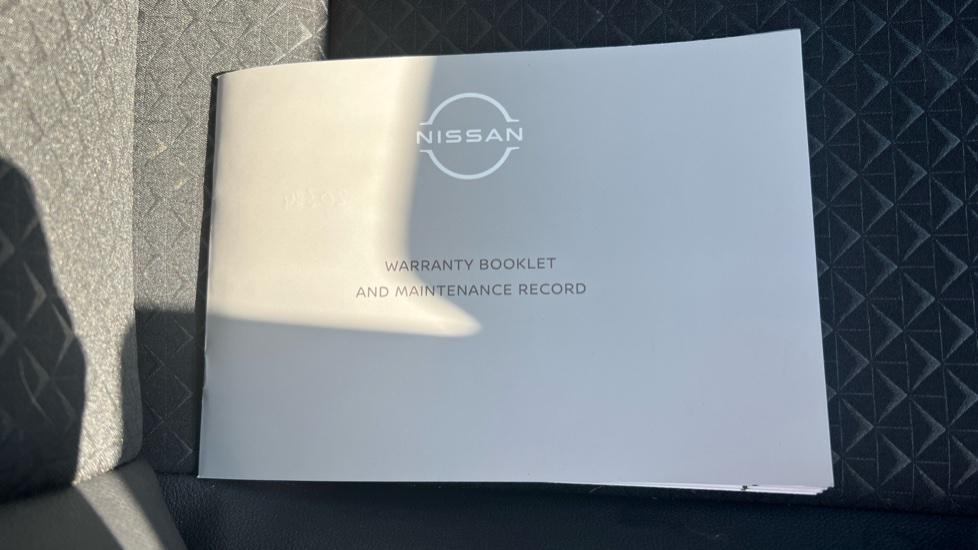 NISSAN
WARRANTY BOOKLET
AND MAINTENANCE RECORD